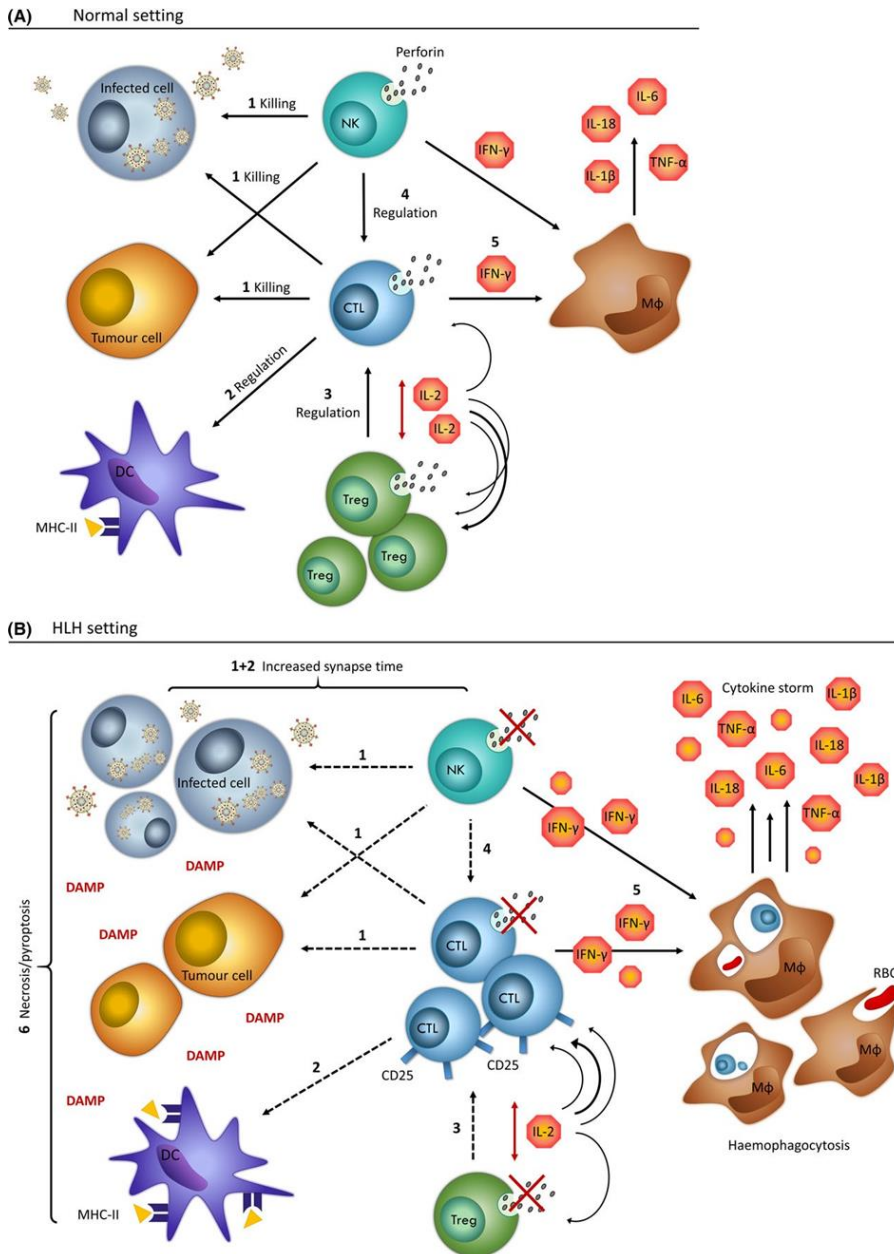 (A) Normal setting
Perforin
Infected cell
NK
1 Killing
IFN-γ
IL-6
IL-18
IL-1β
TNF-α
1 Killing
4
Regulation
5
IFN-γ
1 Killing
CTL
Tumour cell
Mϕ
2 Regulation
3
Regulation
IL-2
IL-2
DC
MHC-II
Treg
Treg
Treg
(B) HLH setting
1+2 Increased synapse time
Cytokine storm
IL-6
IL-1β
TNF-α
IL-18
IL-6
IL-18
IL-1β
TNF-α
NK
1
Infected cell
IFN-γ
IFN-γ
1
4
DAMP
DAMP
DAMP
5
IFN-γ
IFN-γ
CTL
1
Tumour cell
6 Necrosis/pyroptosis
Mϕ
RBC
CTL
CTL
DAMP
DAMP
DAMP
CD25
CD25
2
Mϕ
Mϕ
Haemophagocytosis
3
IL-2
DC
MHC-II
Treg